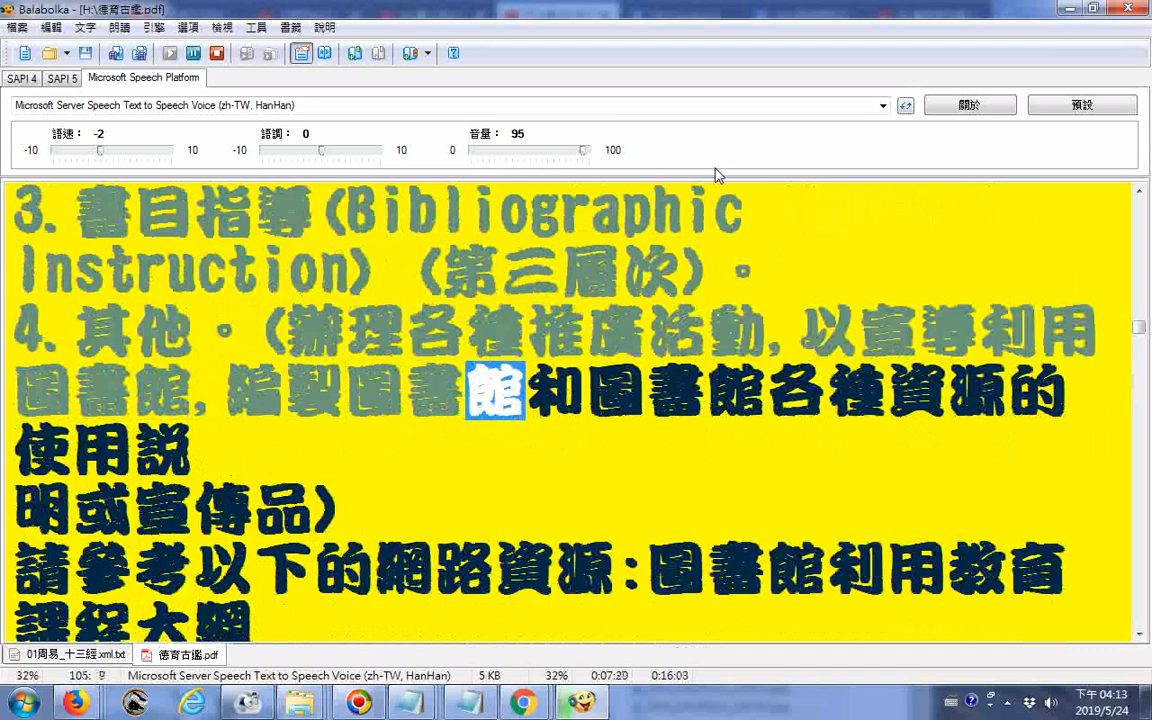 Balabolka - [H:\德育古鑑.pdf]
檔案 編輯 文字 朗讀 引擎 選項 檢視 工具 書籤 說明
SAPI 4 SAPI 5 Microsoft Speech Platform
Microsoft Server Speech Text to Speech Voice (zh-TW, HanHan) 關於 預設
語速： -2 語調： 0 音量： 95
-10 10 -10 10 0 100
3. 書目指導(Bibliographic
Instruction) (第三層次)。
4. 其他。(辦理各種推廣活動, 以宣導利用
圖書館, 編製圖書館和圖書館各種資源的
使用說
明或宣傳品)
請參考以下的網路資源:圖書館利用教育
課程大綱
01周易_十三經.xml.txt 德育古鑑.pdf
32% 105: 9 Microsoft Server Speech Text to Speech Voice (zh-TW, HanHan) 5 KB 32% 0:07:20 0:16:03
下午 04:13
2019/5/24